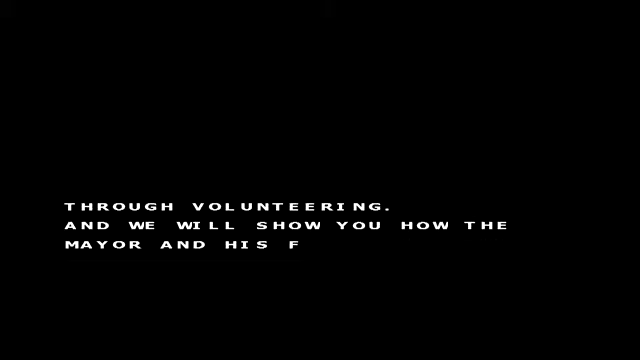 THROUGH VOLUNTEERING.
AND WE WILL SHOW YOU HOW THE
MAYOR AND HIS F